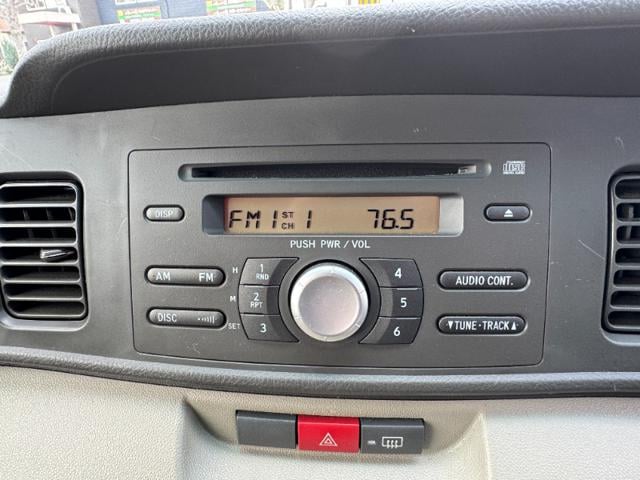 DISP
FM1 ST CH 1 76.5
PUSH PWR / VOL
AM FM
H 1 RND
M 2 RPT
SET 3
4
5
6
DISC
AUDIO CONT.
▼TUNE・TRACK▲